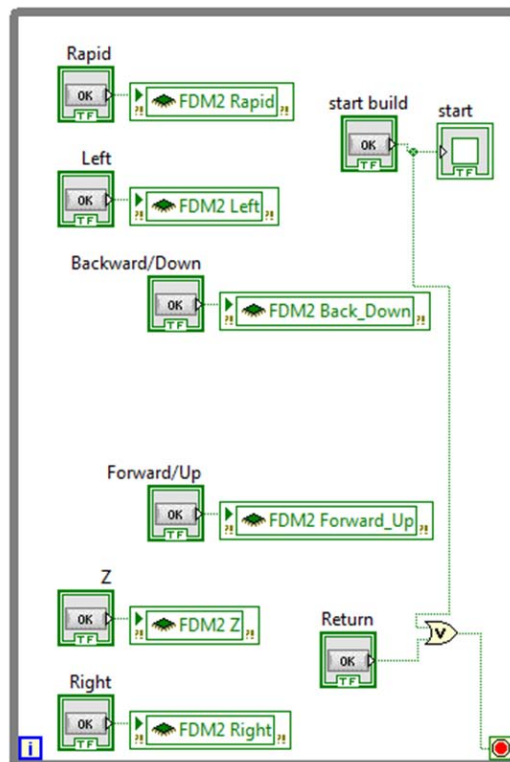 Rapid
OK
TF
?! FDM2 Rapid ?!
start build
OK
TF
start
TF
Left
OK
TF
?! FDM2 Left ?!
Backward/Down
OK
TF
?! FDM2 Back_Down ?!
Forward/Up
OK
TF
?! FDM2 Forward_Up ?!
Z
OK
TF
?! FDM2 Z ?!
Return
OK
TF
V
Right
OK
TF
?! FDM2 Right ?!
i